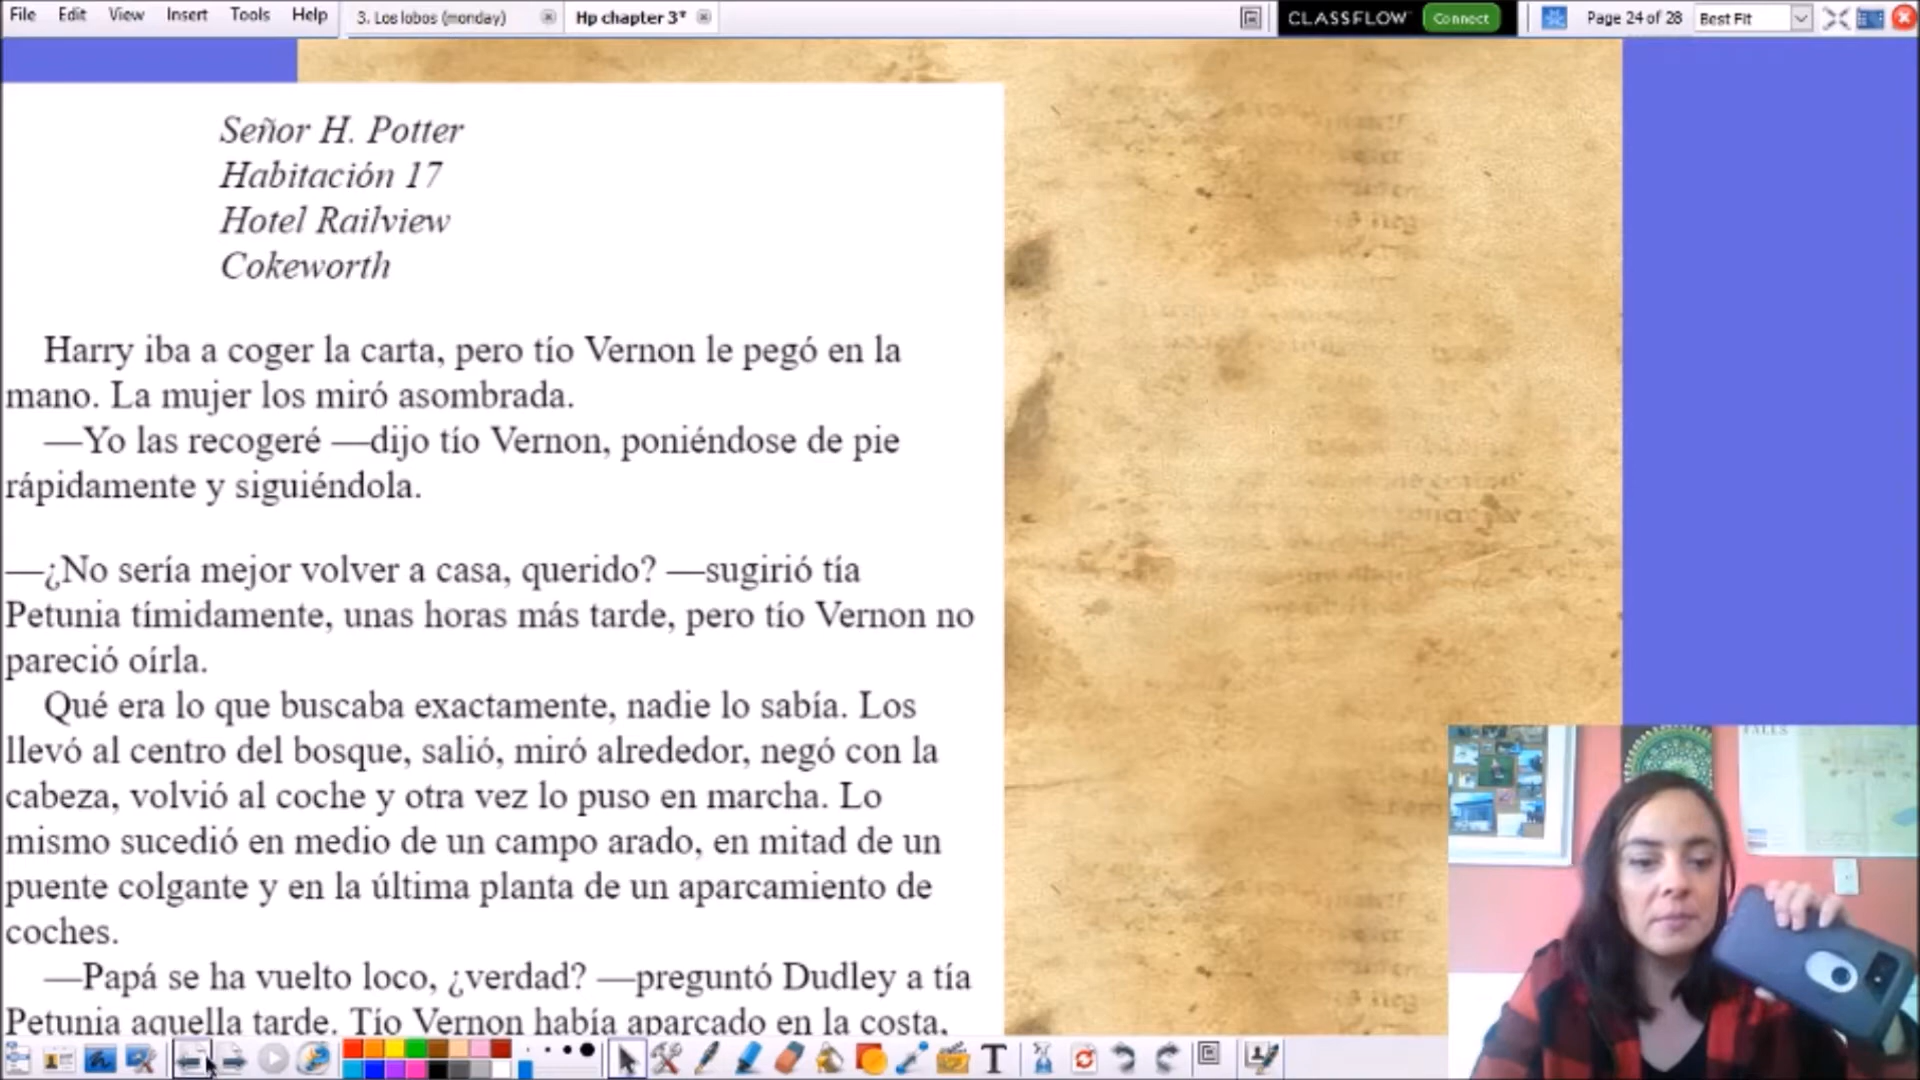 File Edit View Insert Tools Help
3. Los lobos (monday)
Hp chapter 3*
CLASSFLOW Connect
Page 24 of 28
Best Fit
Señor H. Potter
Habitación 17
Hotel Railview
Cokeworth
Harry iba a coger la carta, pero tío Vernon le pegó en la
mano. La mujer los miró asombrada.
—Yo las recogeré —dijo tío Vernon, poniéndose de pie
rápidamente y siguiéndola.
—¿No sería mejor volver a casa, querido? —sugirió tía
Petunia tímidamente, unas horas más tarde, pero tío Vernon no
pareció oírla.
Qué era lo que buscaba exactamente, nadie lo sabía. Los
llevó al centro del bosque, salió, miró alrededor, negó con la
cabeza, volvió al coche y otra vez lo puso en marcha. Lo
mismo sucedió en medio de un campo arado, en mitad de un
puente colgante y en la última planta de un aparcamiento de
coches.
—Papá se ha vuelto loco, ¿verdad? —preguntó Dudley a tía
Petunia aquella tarde. Tío Vernon había aparcado en la costa,
T